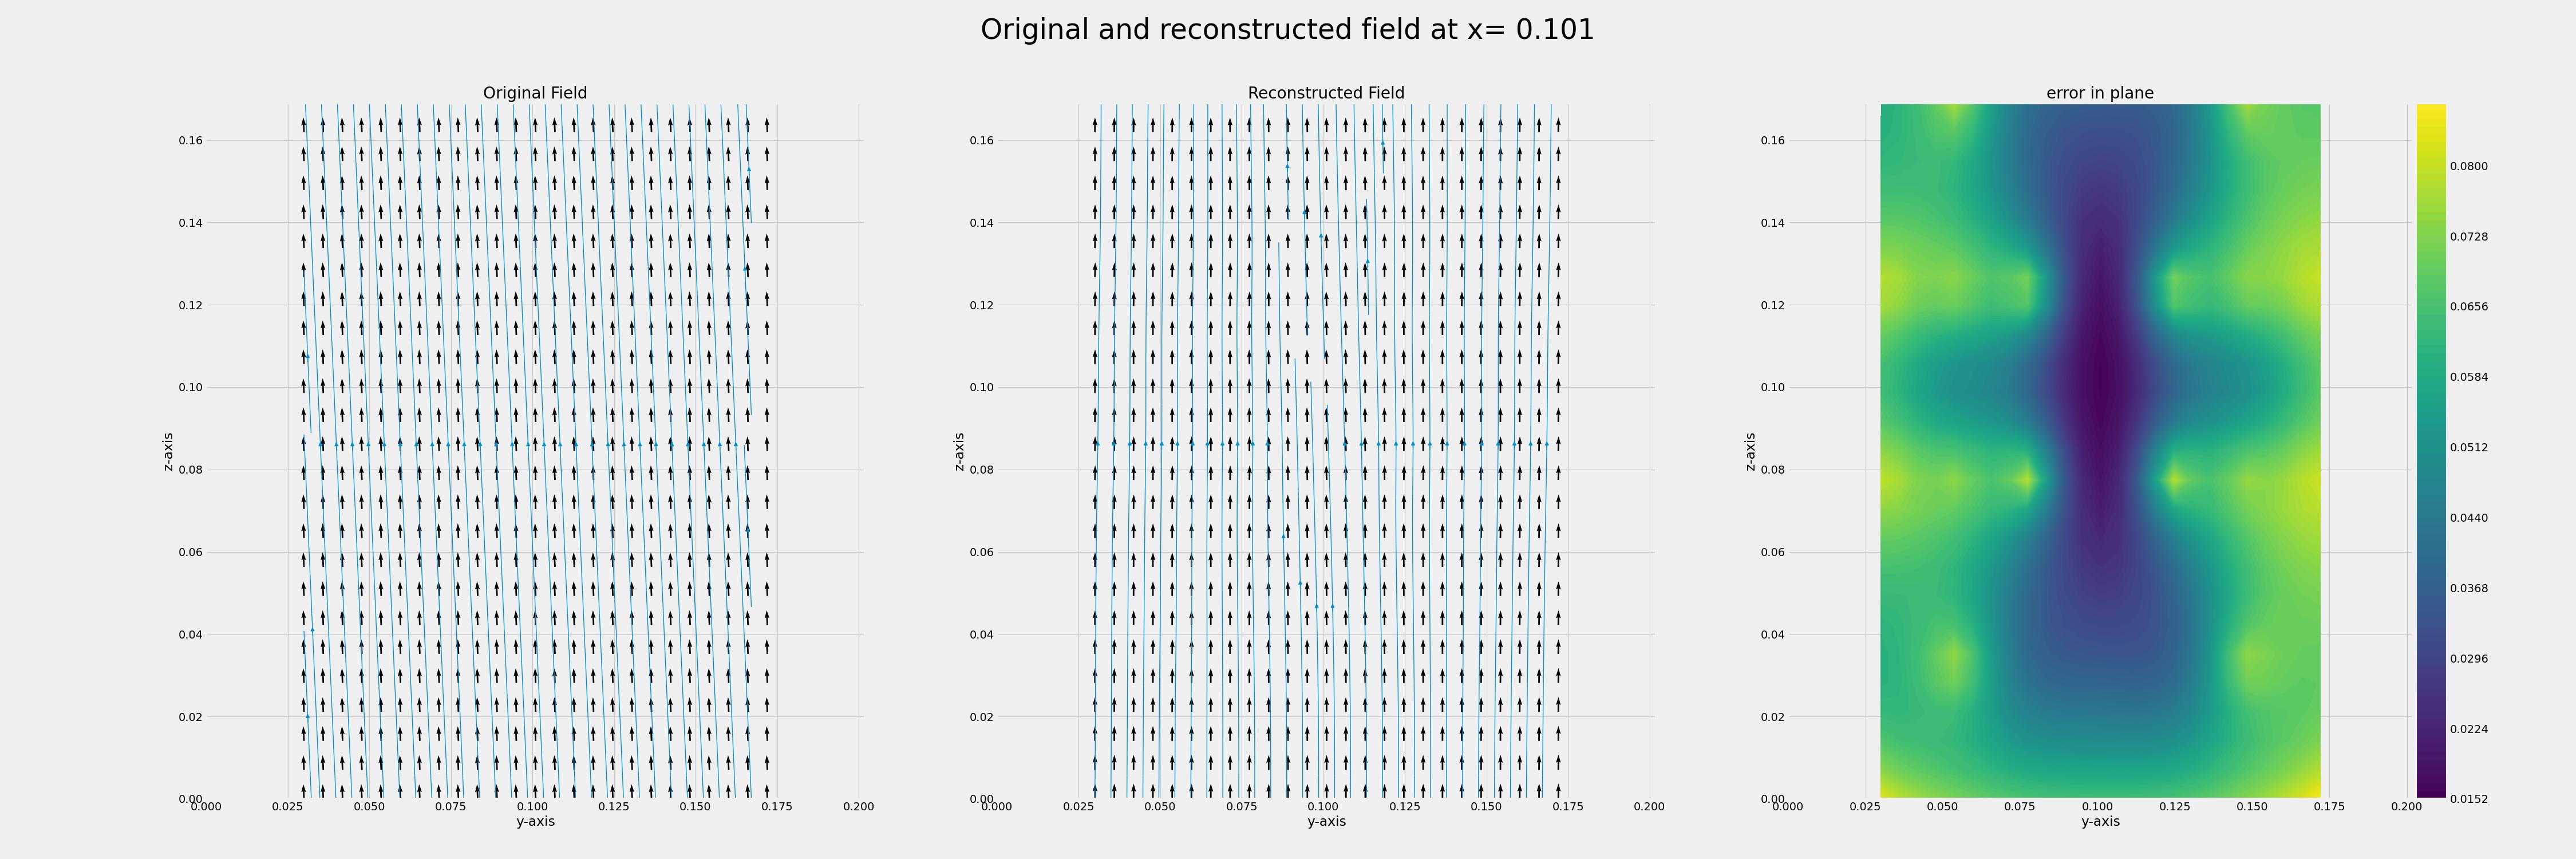 Original and reconstructed field at x= 0.101
Original Field
z-axis
0.16
0.14
0.12
0.10
0.08
0.06
0.04
0.02
0.00
0.000 0.025 0.050 0.075 0.100 0.125 0.150 0.175 0.200
y-axis
Reconstructed Field
z-axis
0.16
0.14
0.12
0.10
0.08
0.06
0.04
0.02
0.00
0.000 0.025 0.050 0.075 0.100 0.125 0.150 0.175 0.200
y-axis
error in plane
z-axis
0.16
0.14
0.12
0.10
0.08
0.06
0.04
0.02
0.00
0.000 0.025 0.050 0.075 0.100 0.125 0.150 0.175 0.200
y-axis
0.0800
0.0728
0.0656
0.0584
0.0512
0.0440
0.0368
0.0296
0.0224
0.0152